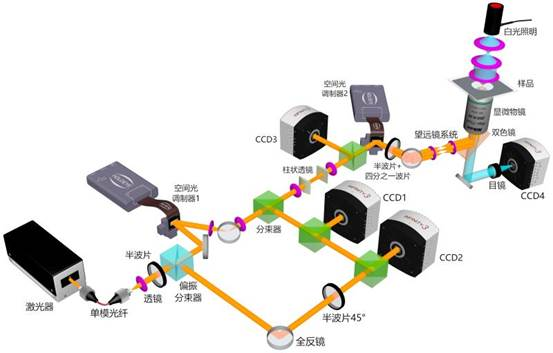 白光照明
样品
空间光
调制器2
显微物镜
望远镜系统
双色镜
CCD3
半波片+
四分之一波片
目镜
CCD4
柱状透镜
空间光
调制器1
CCD1
分束器
CCD2
半波片
偏振
分束器
透镜
激光器
单模光纤
半波片45°
全反镜